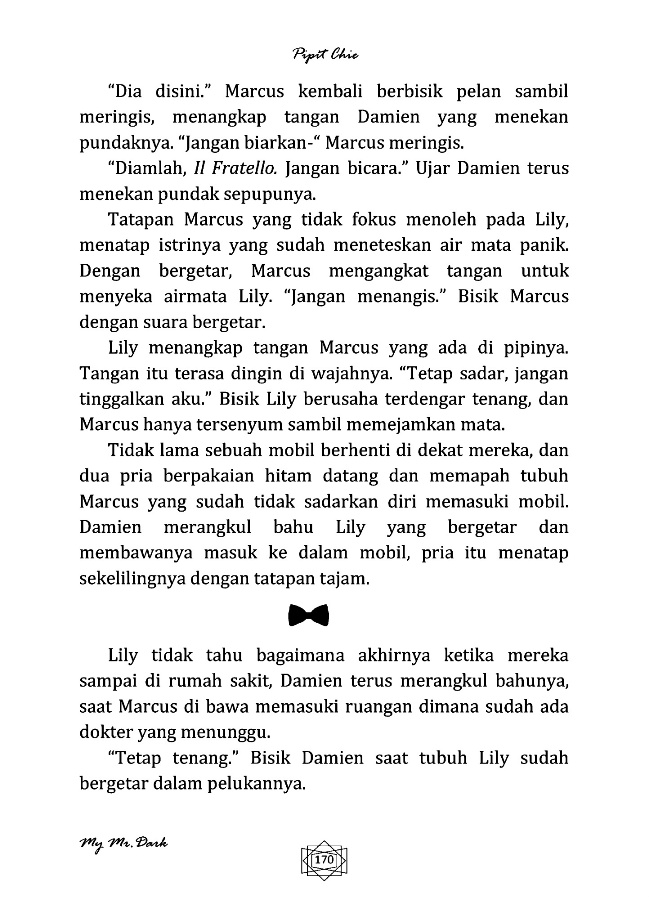 Pipit Chie
“Dia disini.” Marcus kembali berbisik pelan sambil
meringis, menangkap tangan Damien yang menekan
pundaknya. “Jangan biarkan-“ Marcus meringis.
“Diamlah, Il Fratello. Jangan bicara.” Ujar Damien terus
menekan pundak sepupunya.
Tatapan Marcus yang tidak fokus menoleh pada Lily,
menatap istrinya yang sudah meneteskan air mata panik.
Dengan bergetar, Marcus mengangkat tangan untuk
menyeka airmata Lily. “Jangan menangis.” Bisik Marcus
dengan suara bergetar.
Lily menangkap tangan Marcus yang ada di pipinya.
Tangan itu terasa dingin di wajahnya. “Tetap sadar, jangan
tinggalkan aku.” Bisik Lily berusaha terdengar tenang, dan
Marcus hanya tersenyum sambil memejamkan mata.
Tidak lama sebuah mobil berhenti di dekat mereka, dan
dua pria berpakaian hitam datang dan memapah tubuh
Marcus yang sudah tidak sadarkan diri memasuki mobil.
Damien merangkul bahu Lily yang bergetar dan
membawanya masuk ke dalam mobil, pria itu menatap
sekelilingnya dengan tatapan tajam.
Lily tidak tahu bagaimana akhirnya ketika mereka
sampai di rumah sakit, Damien terus merangkul bahunya,
saat Marcus di bawa memasuki ruangan dimana sudah ada
dokter yang menunggu.
“Tetap tenang.” Bisik Damien saat tubuh Lily sudah
bergetar dalam pelukannya.
My Mr. Dark
170